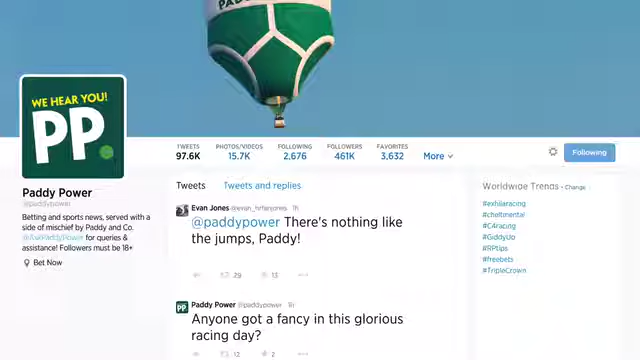 PADDY
WE HEAR YOU!
PP.
TWEETS PHOTOS/VIDEOS FOLLOWING FOLLOWERS FAVORITES
97.6K 15.7K 2,676 461K 3,632 More Following
Paddy Power
@paddypower
Betting and sports news, served with a
side of mischief by Paddy and Co.
@AskPaddyPower for queries &
assistance! Followers must be 18+
Bet Now
Tweets Tweets and replies
Evan Jones @evan_hrfanjones 1h
@paddypower There's nothing like
the jumps, Paddy!
29 13
PP Paddy Power @paddypower 1h
Anyone got a fancy in this glorious
racing day?
12 2
Worldwide Trends • Change
#exhilaracing
#cheltmental
#C4racing
#GiddyUp
#RPtips
#freebets
#TripleCrown